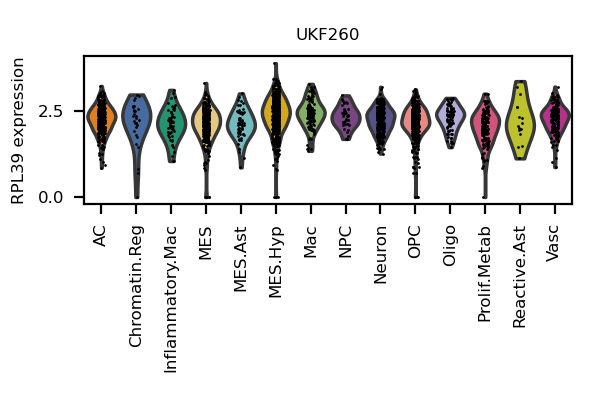 UKF260
RPL39 expression
2.5
0.0
AC
Chromatin.Reg
Inflammatory.Mac
MES
MES.Ast
MES.Hyp
Mac
NPC
Neuron
OPC
Oligo
Prolif.Metab
Reactive.Ast
Vasc